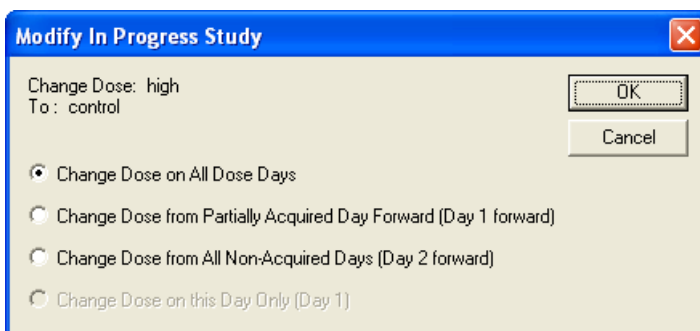 Modify In Progress Study
Change Dose: high
To : control
OK
Cancel
Change Dose on All Dose Days
Change Dose from Partially Acquired Day Forward (Day 1 forward)
Change Dose from All Non-Acquired Days (Day 2 forward)
Change Dose on this Day Only (Day 1)